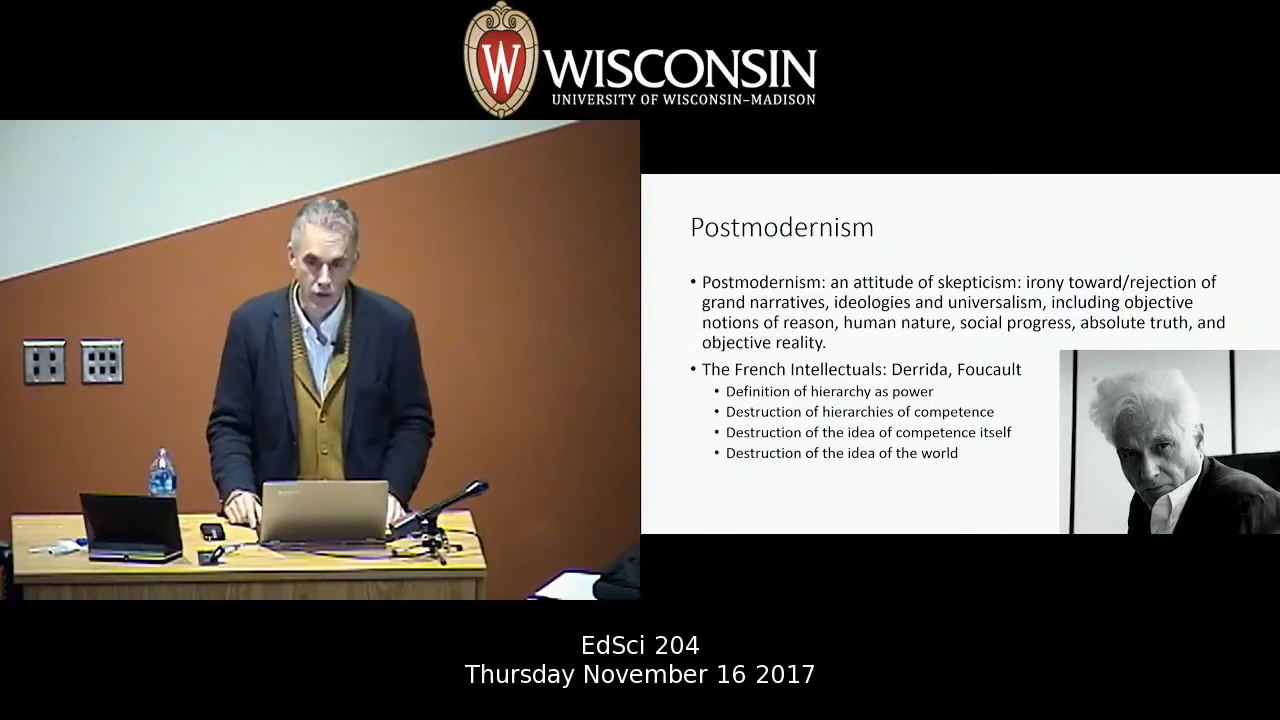 W
WISCONSIN
UNIVERSITY OF WISCONSIN–MADISON
Postmodernism
• Postmodernism: an attitude of skepticism: irony toward/rejection of
grand narratives, ideologies and universalism, including objective
notions of reason, human nature, social progress, absolute truth, and
objective reality.
• The French Intellectuals: Derrida, Foucault
• Definition of hierarchy as power
• Destruction of hierarchies of competence
• Destruction of the idea of competence itself
• Destruction of the idea of the world
EdSci 204
Thursday November 16 2017